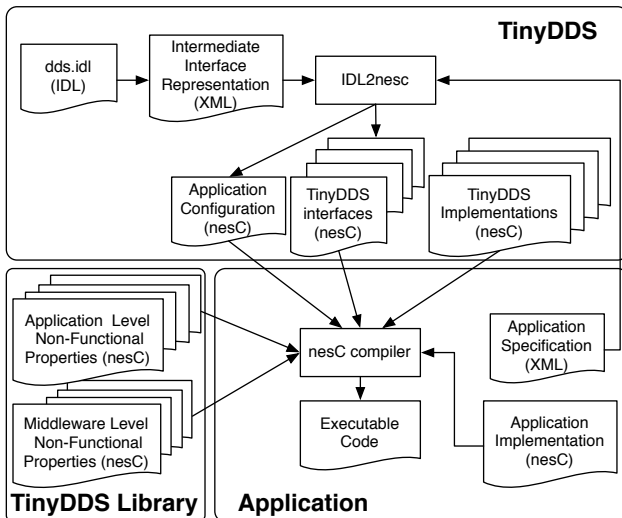 TinyDDS
dds.idl
(IDL)
Intermediate
Interface
Representation
(XML)
IDL2nesc
Application
Configuration
(nesC)
TinyDDS
interfaces
(nesC)
TinyDDS
Implementations
(nesC)
Application Level
Non-Functional
Properties (nesC)
Middleware Level
Non-Functional
Properties (nesC)
TinyDDS Library
nesC compiler
Executable
Code
Application
Specification
(XML)
Application
Implementation
(nesC)
Application